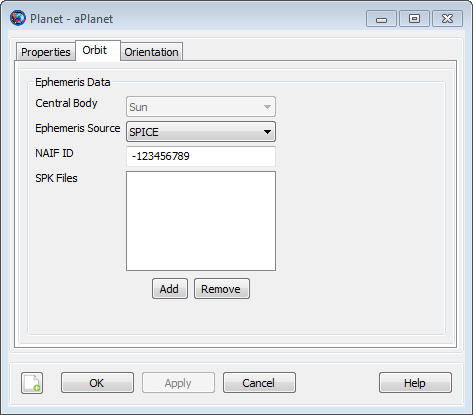 Planet - aPlanet
Properties Orbit Orientation
Ephemeris Data
Central Body Sun
Ephemeris Source SPICE
NAIF ID -123456789
SPK Files
Add Remove
OK Apply Cancel Help